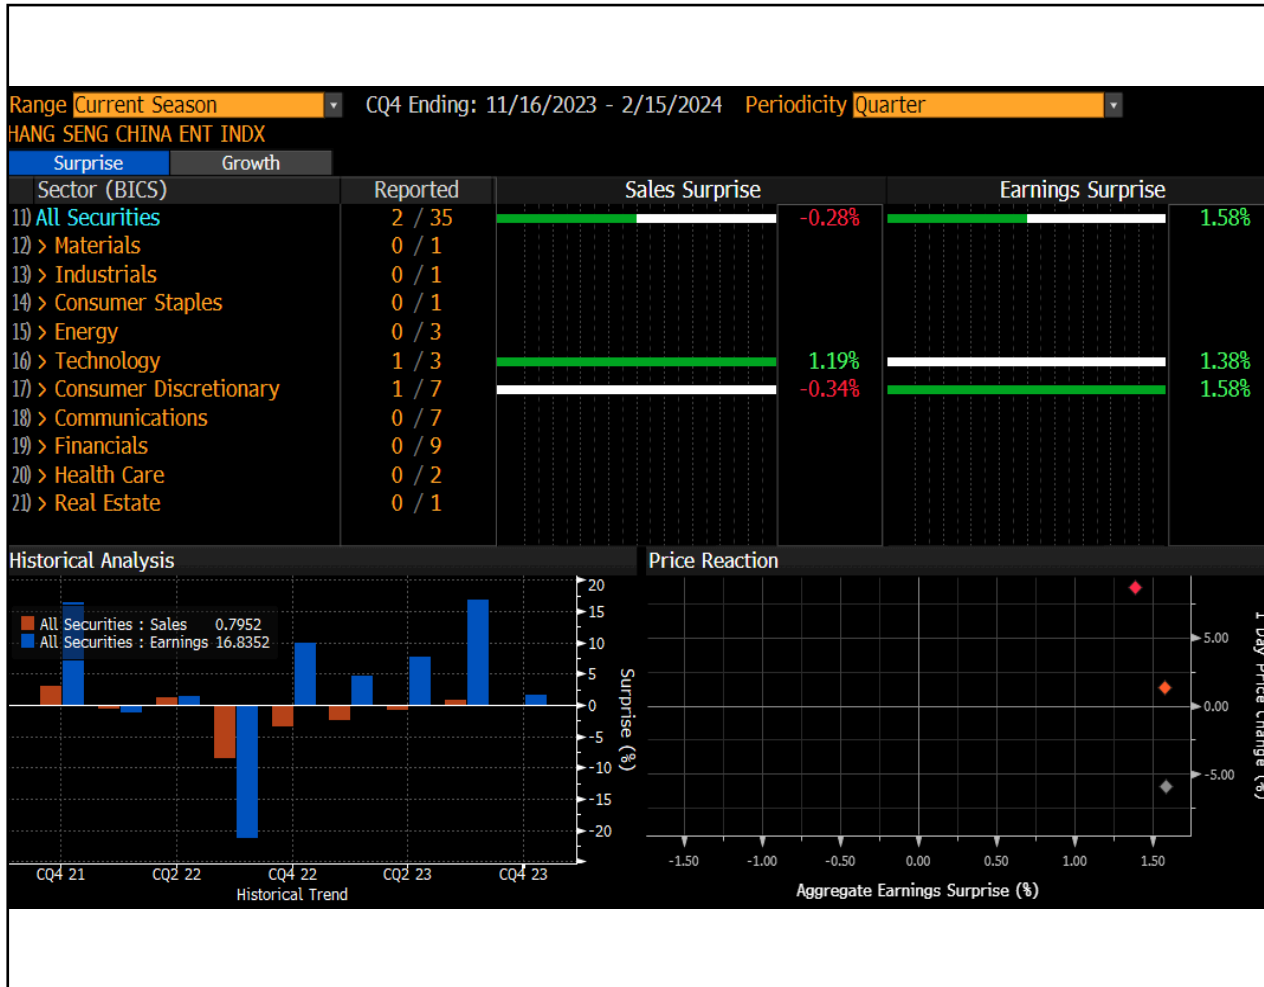 Range Current Season CQ4 Ending: 11/16/2023 - 2/15/2024 Periodicity Quarter
HANG SENG CHINA ENT INDX
Surprise Growth
Sector (BICS) Reported Sales Surprise Earnings Surprise
11) All Securities 2 / 35 -0.28% 1.58%
12) > Materials 0 / 1
13) > Industrials 0 / 1
14) > Consumer Staples 0 / 1
15) > Energy 0 / 3
16) > Technology 1 / 3 1.19% 1.38%
17) > Consumer Discretionary 1 / 7 -0.34% 1.58%
18) > Communications 0 / 7
19) > Financials 0 / 9
20) > Health Care 0 / 2
21) > Real Estate 0 / 1
Historical Analysis
All Securities : Sales 0.7952
All Securities : Earnings 16.8352
20
15
10
5
0
-5
-10
-15
-20
Surprise (%)
CQ4 21 CQ2 22 CQ4 22 CQ2 23 CQ4 23
Historical Trend
Price Reaction
5.00
0.00
-5.00
1 Day Price Change (%)
-1.50 -1.00 -0.50 0.00 0.50 1.00 1.50
Aggregate Earnings Surprise (%)